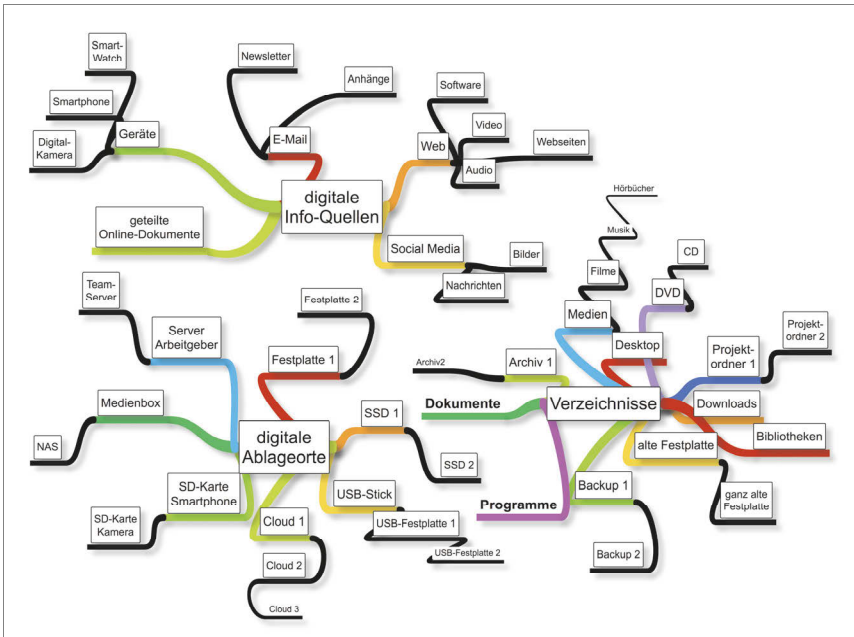 Smart-
Watch
Smartphone
Digital-
Kamera
Geräte
Newsletter
Anhänge
E-Mail
Software
Video
Web
Webseiten
Audio
digitale
Info-Quellen
geteilte
Online-Dokumente
Social Media
Bilder
Nachrichten
Team-
Server
Server
Arbeitgeber
Festplatte 2
Festplatte 1
Medienbox
NAS
digitale
Ablageorte
SSD 1
SSD 2
SD-Karte
Smartphone
SD-Karte
Kamera
USB-Stick
USB-Festplatte 1
USB-Festplatte 2
Cloud 1
Cloud 2
Cloud 3
Hörbücher
Musik
Filme
Medien
CD
DVD
Desktop
Projekt-
ordner 1
Projekt-
ordner 2
Archiv2
Archiv 1
Dokumente
Verzeichnisse
Downloads
Bibliotheken
alte Festplatte
ganz alte
Festplatte
Programme
Backup 1
Backup 2